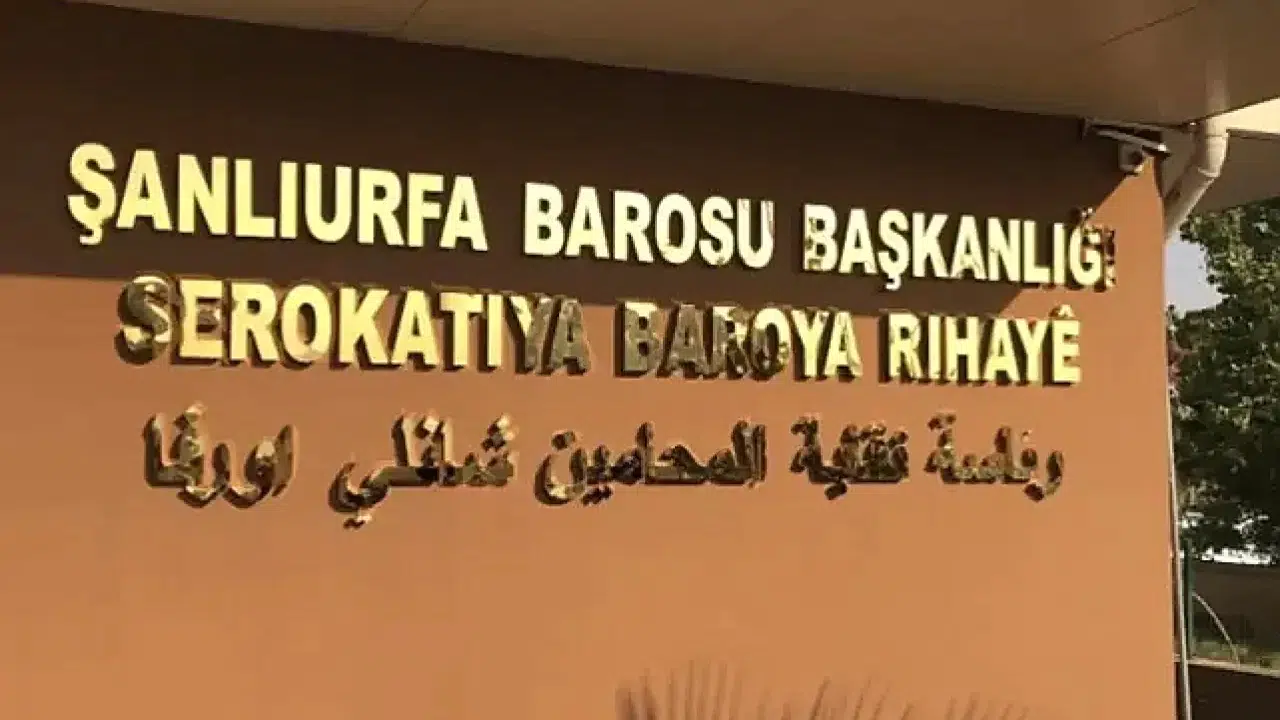 ŞANLIURFA BAROSU BAŞKANLIĞI
SEROKATIYA BAROYA RIHAYÊ
رئاسة نقابة المحامين شانلي اورفا